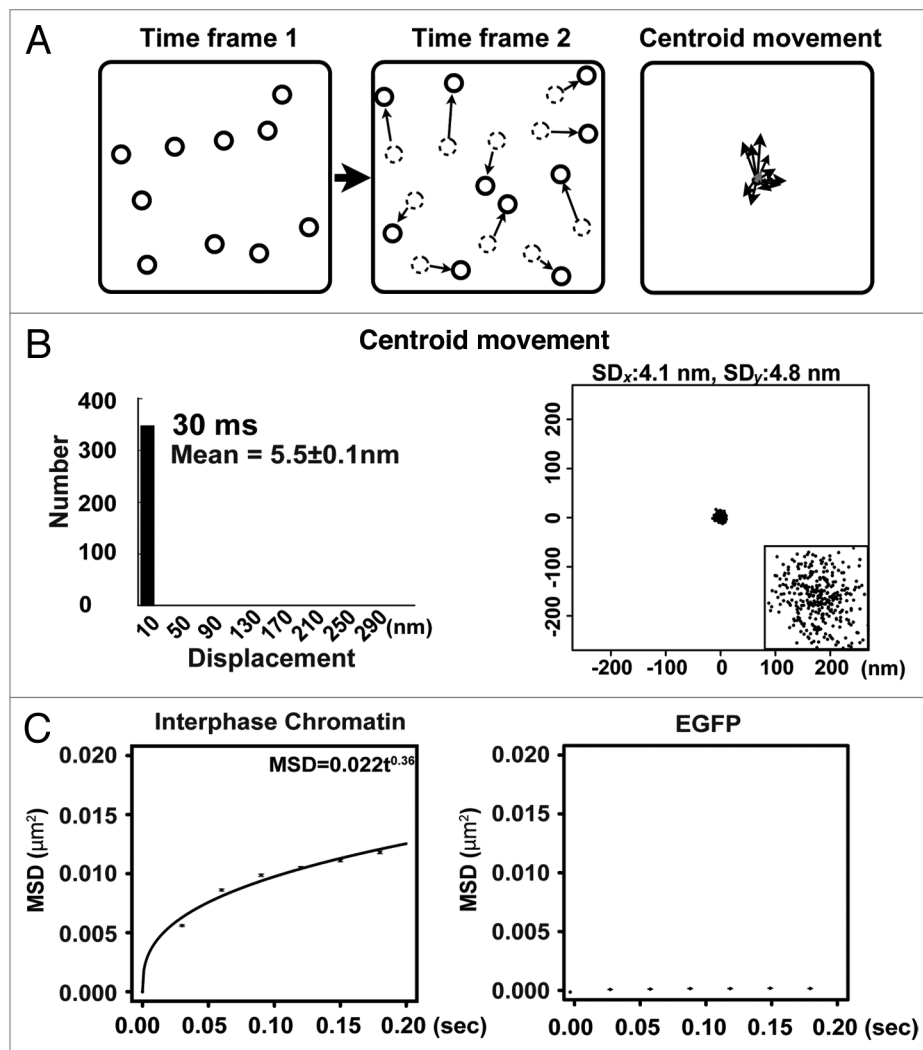 A
Time frame 1
Time frame 2
Centroid movement
B
Centroid movement
400
300
200
100
0
Number
30 ms
Mean = 5.5±0.1nm
10
50
90
130
170
210
250
290
(nm)
Displacement
SDx:4.1 nm, SDy:4.8 nm
200
100
0
-100
-200
-200
-100
0
100
200
(nm)
C
Interphase Chromatin
MSD=0.022t^0.36
0.020
0.015
0.010
0.005
0.000
MSD (μm²)
0.00
0.05
0.10
0.15
0.20
(sec)
EGFP
0.020
0.015
0.010
0.005
0.000
MSD (μm²)
0.00
0.05
0.10
0.15
0.20
(sec)